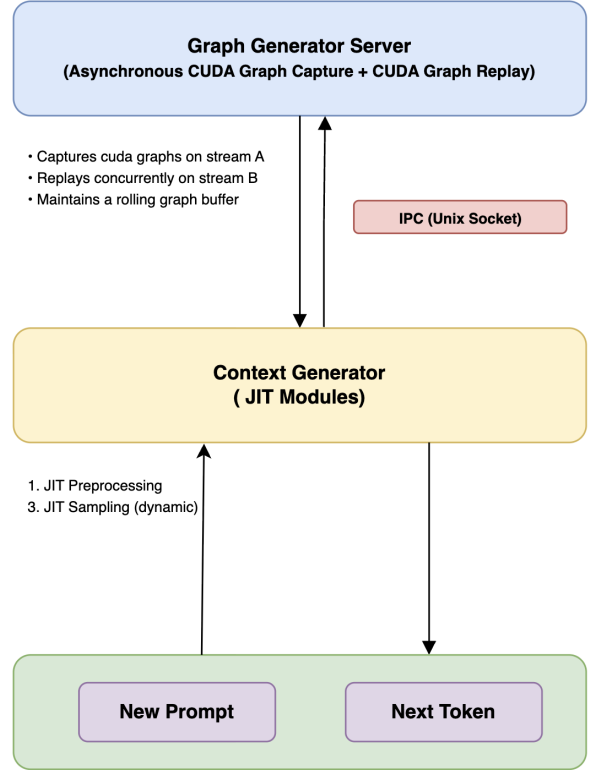 Graph Generator Server
(Asynchronous CUDA Graph Capture + CUDA Graph Replay)
• Captures cuda graphs on stream A
• Replays concurrently on stream B
• Maintains a rolling graph buffer
IPC (Unix Socket)
Context Generator
( JIT Modules)
1. JIT Preprocessing
3. JIT Sampling (dynamic)
New Prompt
Next Token